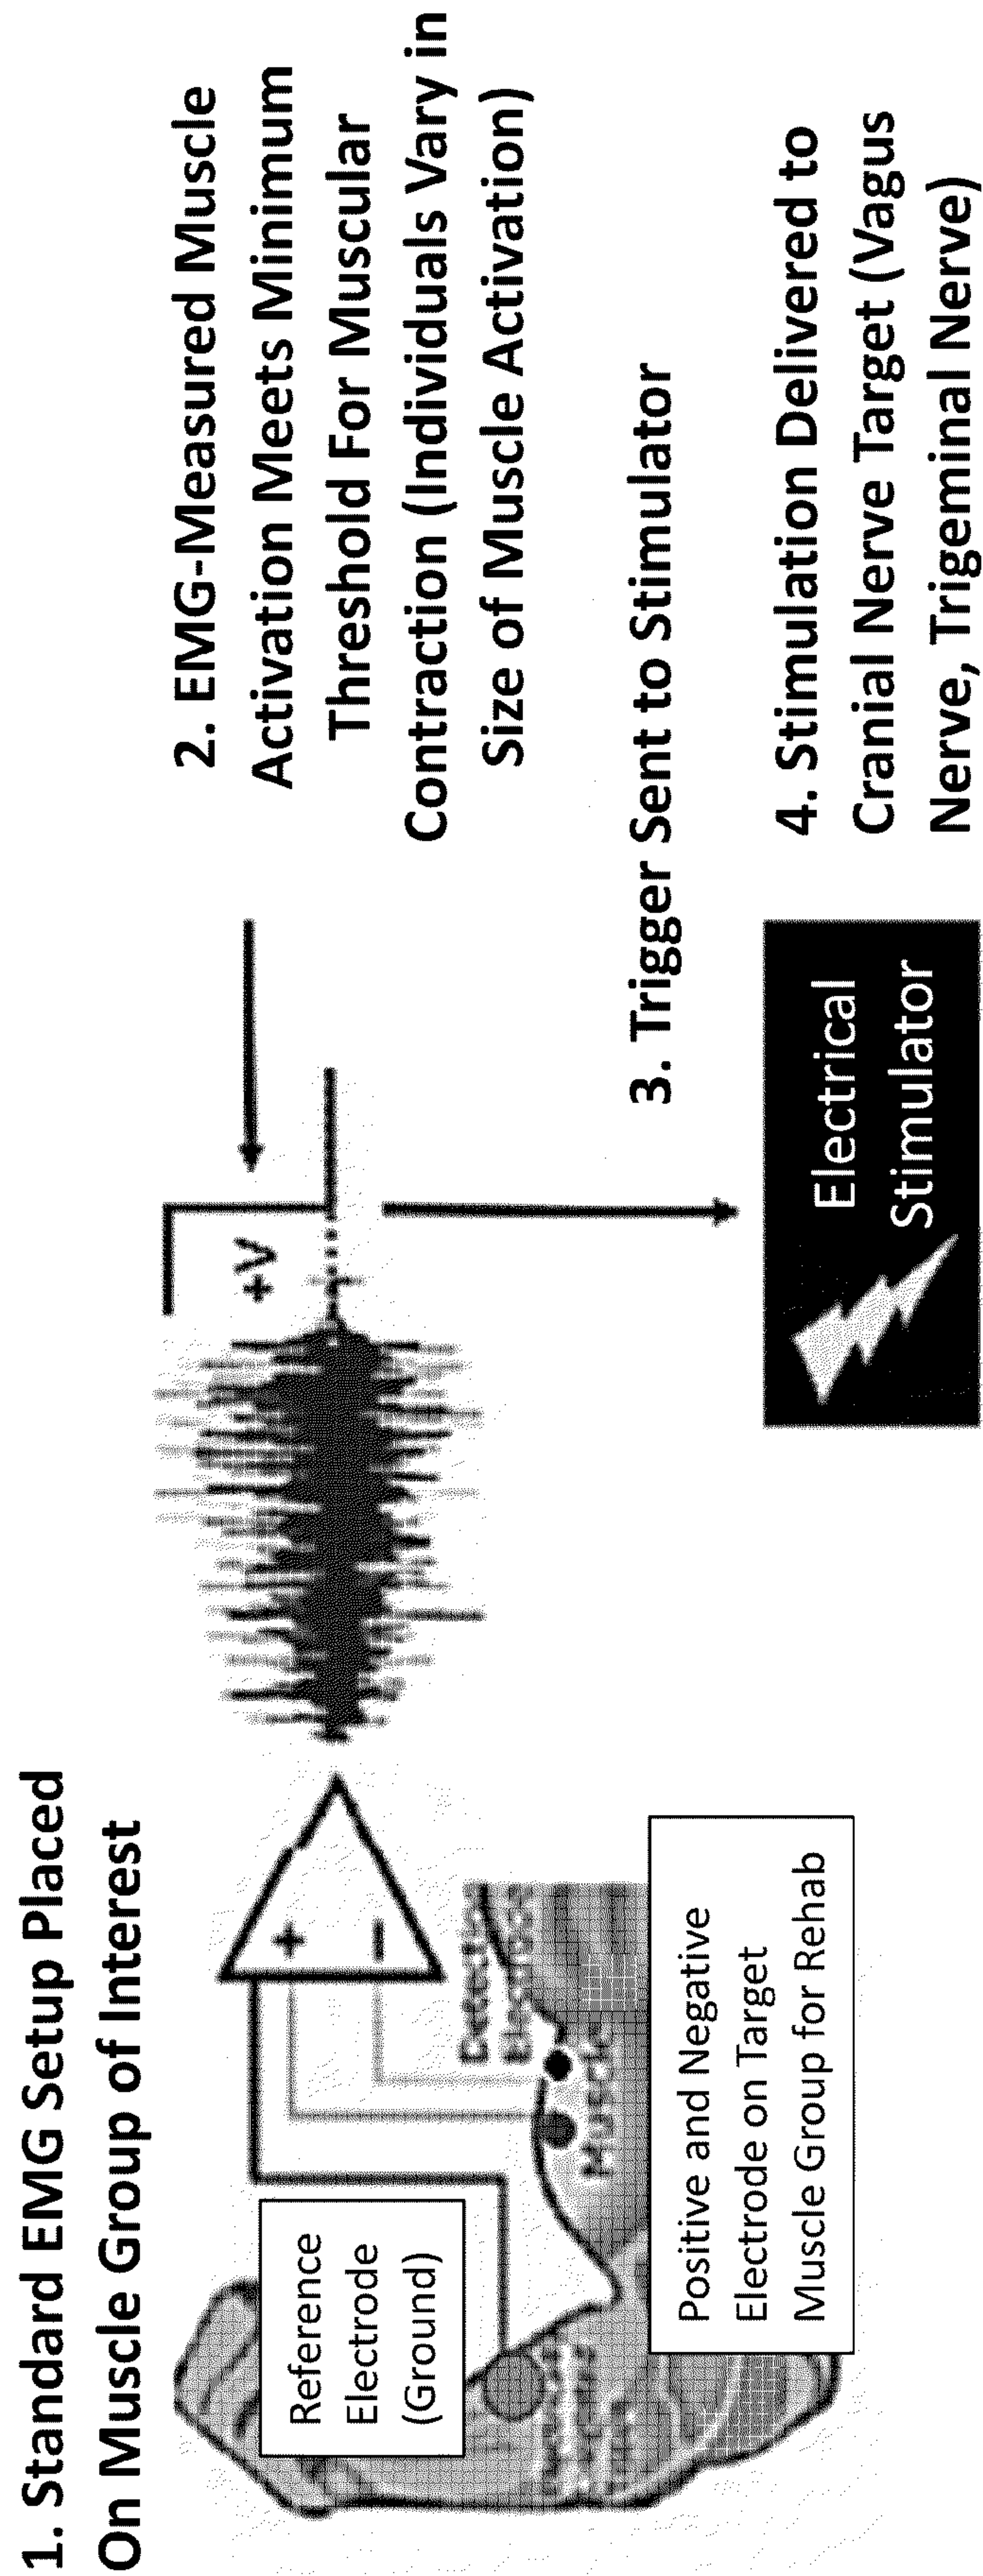 1. Standard EMG Setup Placed
On Muscle Group of Interest
Reference
Electrode
(Ground)
+
−
Detection
Muscle
Positive and Negative
Electrode on Target
Muscle Group for Rehab
+V
2. EMG-Measured Muscle
Activation Meets Minimum
Threshold For Muscular
Contraction (Individuals Vary in
Size of Muscle Activation)
3. Trigger Sent to Stimulator
Electrical
Stimulator
4. Stimulation Delivered to
Cranial Nerve Target (Vagus
Nerve, Trigeminal Nerve)